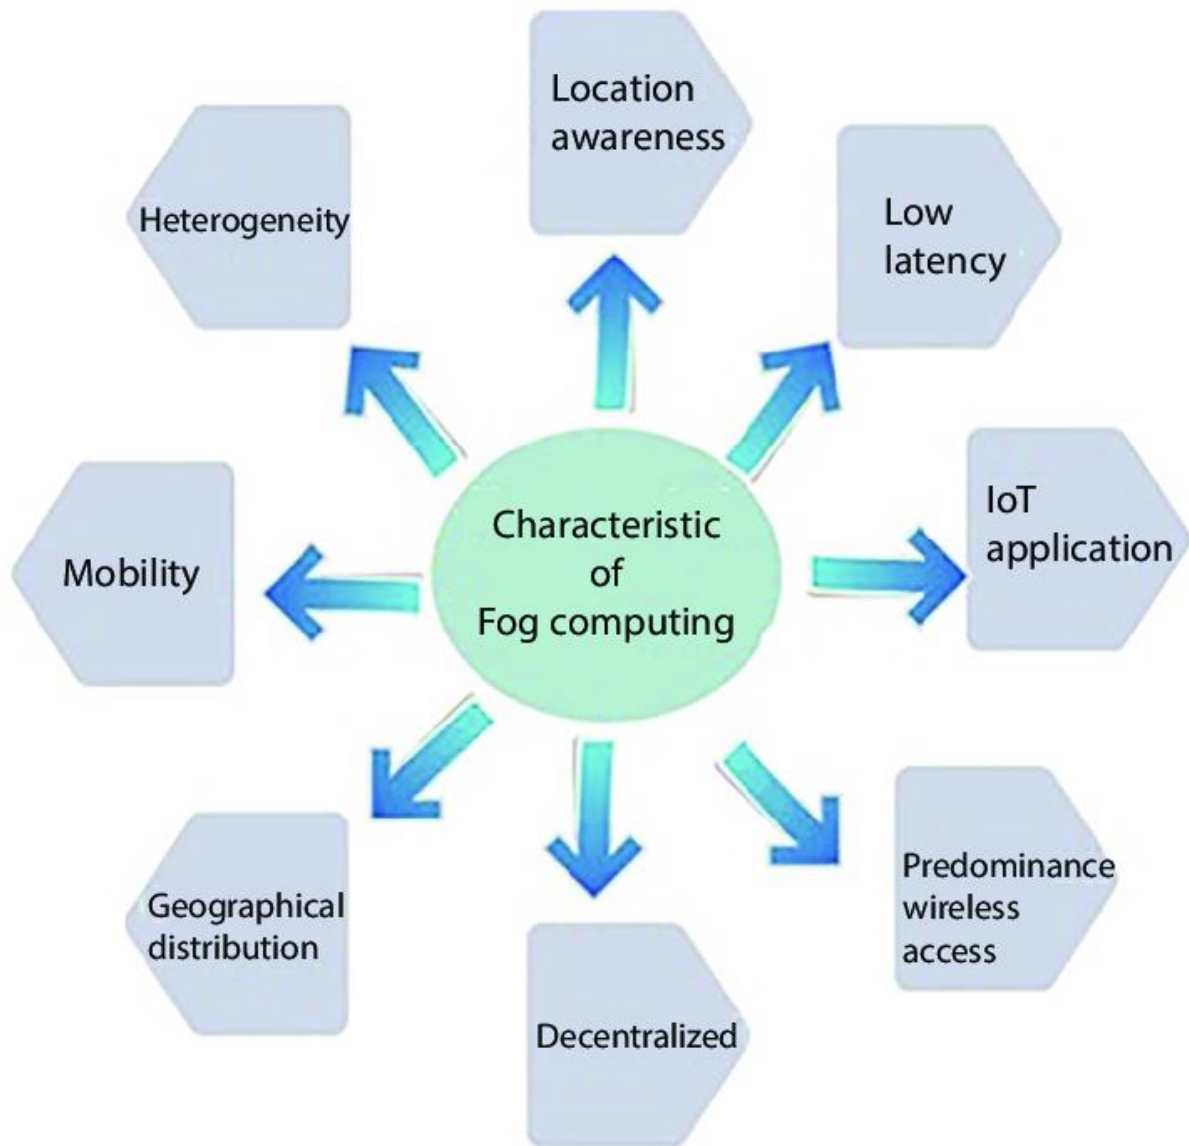 Location
awareness
Low
latency
Heterogeneity
IoT
application
Characteristic
of
Fog computing
Mobility
Predominance
wireless
access
Geographical
distribution
Decentralized